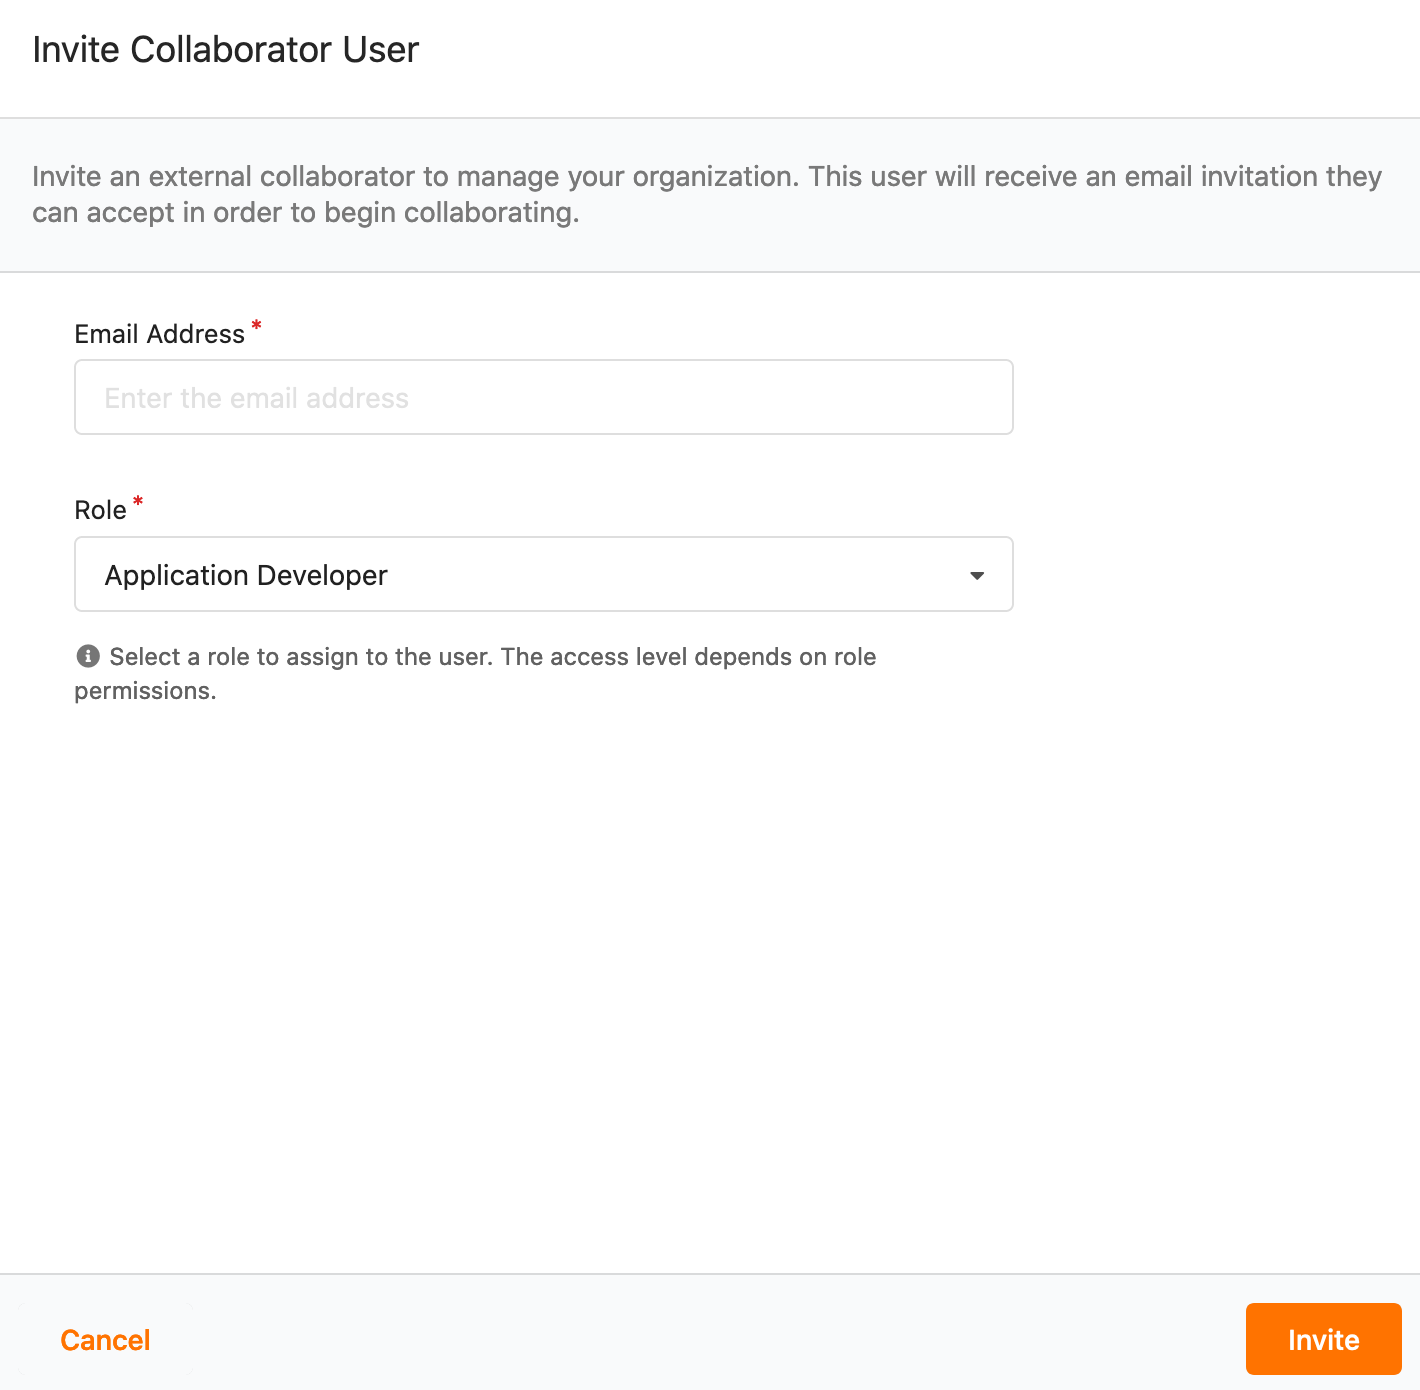 Invite Collaborator User
Invite an external collaborator to manage your organization. This user will receive an email invitation they
can accept in order to begin collaborating.
Email Address *
Enter the email address
Role *
Application Developer
Select a role to assign to the user. The access level depends on role
permissions.
Cancel
Invite